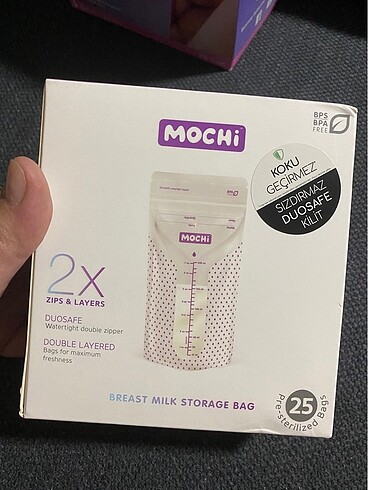 MOCHi
BPS
BPA
FREE
KOKU
GEÇİRMEZ
SIZDIRMAZ
DUOSAFE
KİLİT
MOCHi
2X
ZIPS & LAYERS
DUOSAFE
Watertight double zipper
DOUBLE LAYERED
Bags for maximum
freshness
BREAST MILK STORAGE BAG
25
Pre-sterilized Bags